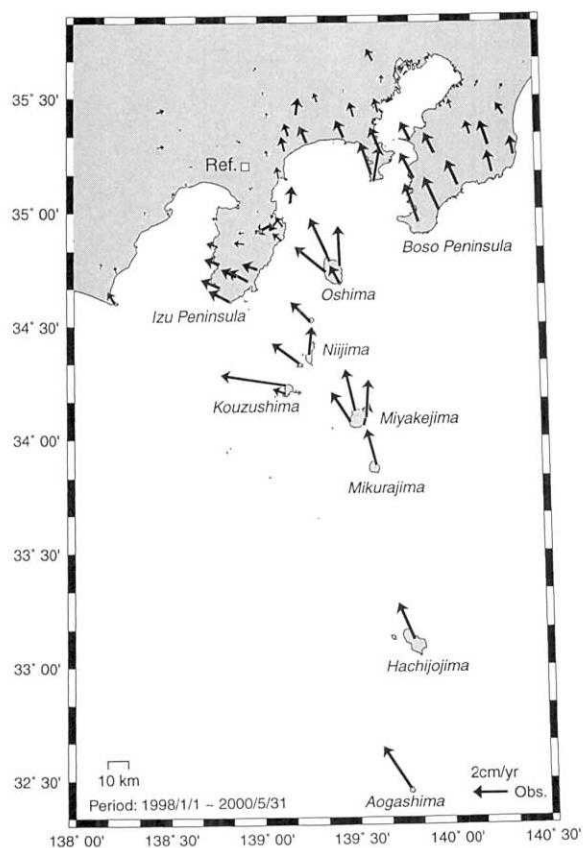 35° 30'
Ref.
35° 00'
Boso Peninsula
Oshima
Izu Peninsula
34° 30'
Niijima
Kouzushima
Miyakejima
34° 00'
Mikurajima
33° 30'
Hachijojima
33° 00'
2cm/yr
10 km
Obs.
32° 30'
Period: 1998/1/1 ~ 2000/5/31
Aogashima
138° 00'
138° 30'
139° 00'
139° 30'
140° 00'
140° 30'